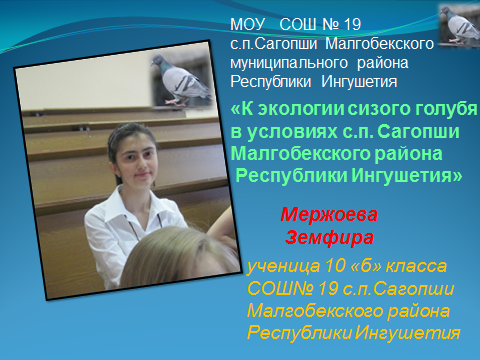 МОУ СОШ № 19
с.п.Сагопши Малгобекского
муниципального района
Республики Ингушетия
«К экологии сизого голубя
в условиях с.п. Сагопши
Малгобекского района
Республики Ингушетия»
Мержоева
Земфира
ученица 10 «б» класса
СОШ№ 19 с.п.Сагопши
Малгобекского района
Республики Ингушетия